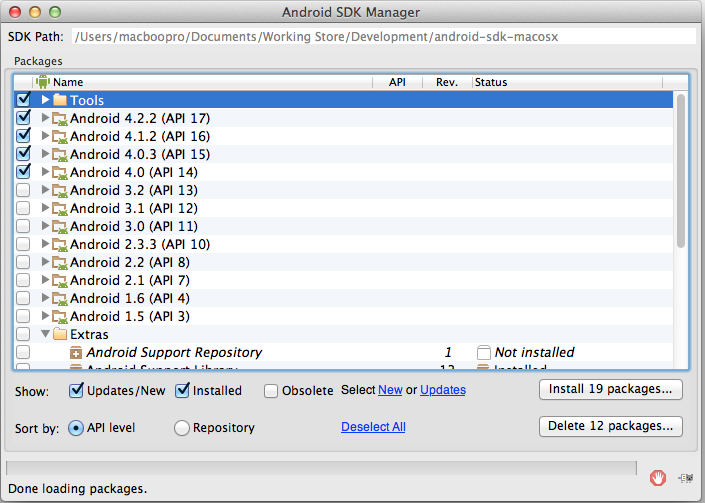 Android SDK Manager
SDK Path: /Users/macboopro/Documents/Working Store/Development/android-sdk-macosx
Packages
Name API Rev. Status
Tools
Android 4.2.2 (API 17)
Android 4.1.2 (API 16)
Android 4.0.3 (API 15)
Android 4.0 (API 14)
Android 3.2 (API 13)
Android 3.1 (API 12)
Android 3.0 (API 11)
Android 2.3.3 (API 10)
Android 2.2 (API 8)
Android 2.1 (API 7)
Android 1.6 (API 4)
Android 1.5 (API 3)
Extras
Android Support Repository 1 Not installed
Android Support Library Installed
Show: Updates/New Installed Obsolete Select New or Updates Install 19 packages...
Sort by: API level Repository Deselect All Delete 12 packages...
Done loading packages.